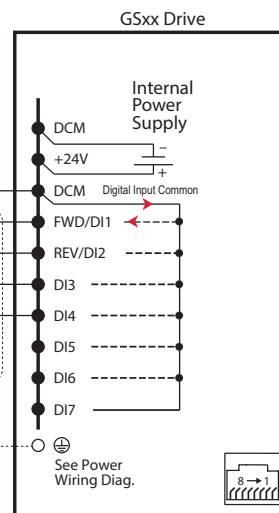 GSxx Drive
Internal
Power
Supply
DCM
−
+24V
+
DCM
Digital Input Common
FWD/DI1
REV/DI2
DI3
DI4
DI5
DI6
DI7
See Power
Wiring Diag.
8→1